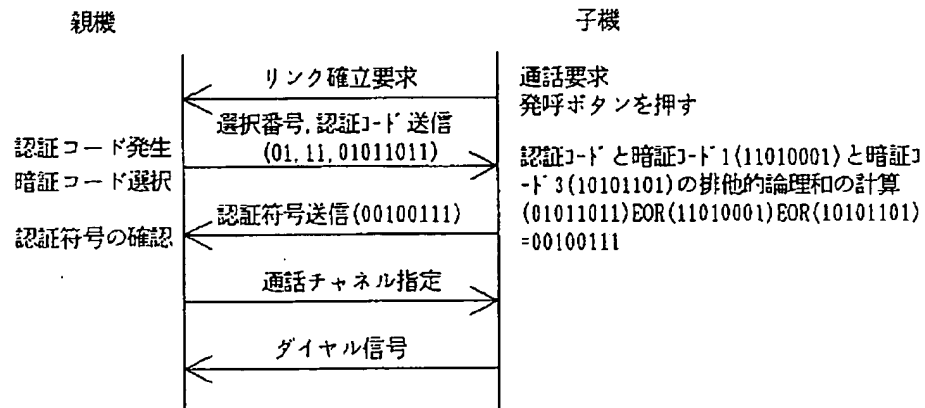 親機
子機
リンク確立要求
通話要求
発呼ボタンを押す
選択番号,認証コード送信
(01,11,01011011)
認証コード発生
暗証コード選択
認証コードと暗証コード1(11010001)と暗証コ
ード3(10101101)の排他的論理和の計算
(01011011)EOR(11010001)EOR(10101101)
=00100111
認証符号送信(00100111)
認証符号の確認
通話チャネル指定
ダイヤル信号